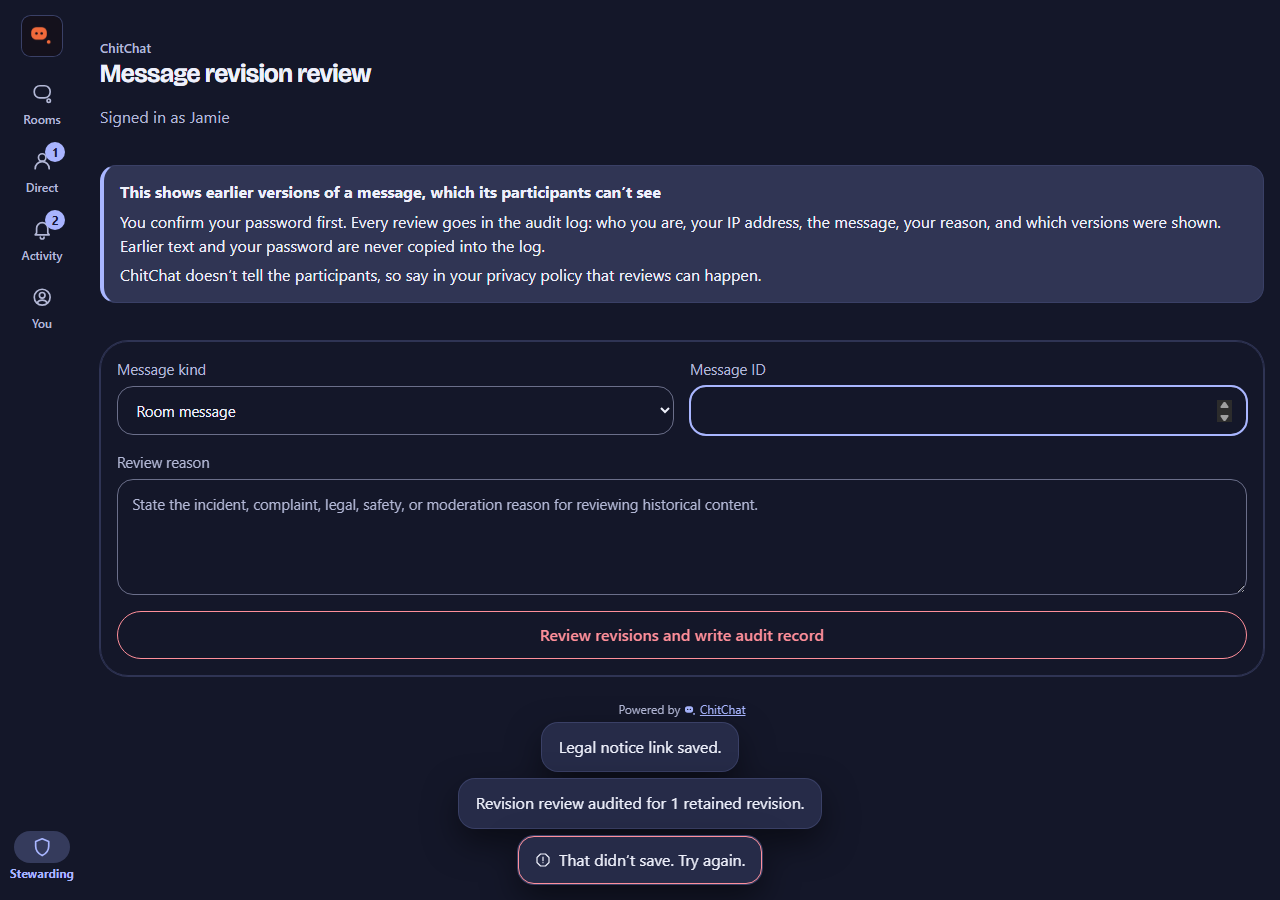 ChitChat
Message revision review
Signed in as Jamie
Rooms
1
Direct
2
Activity
You
This shows earlier versions of a message, which its participants can’t see
You confirm your password first. Every review goes in the audit log: who you are, your IP address, the message, your reason, and which versions were shown.
Earlier text and your password are never copied into the log.
ChitChat doesn’t tell the participants, so say in your privacy policy that reviews can happen.
Message kind
Message ID
Room message
Review reason
State the incident, complaint, legal, safety, or moderation reason for reviewing historical content.
Review revisions and write audit record
Powered by ChitChat
Legal notice link saved.
Revision review audited for 1 retained revision.
That didn’t save. Try again.
Stewarding